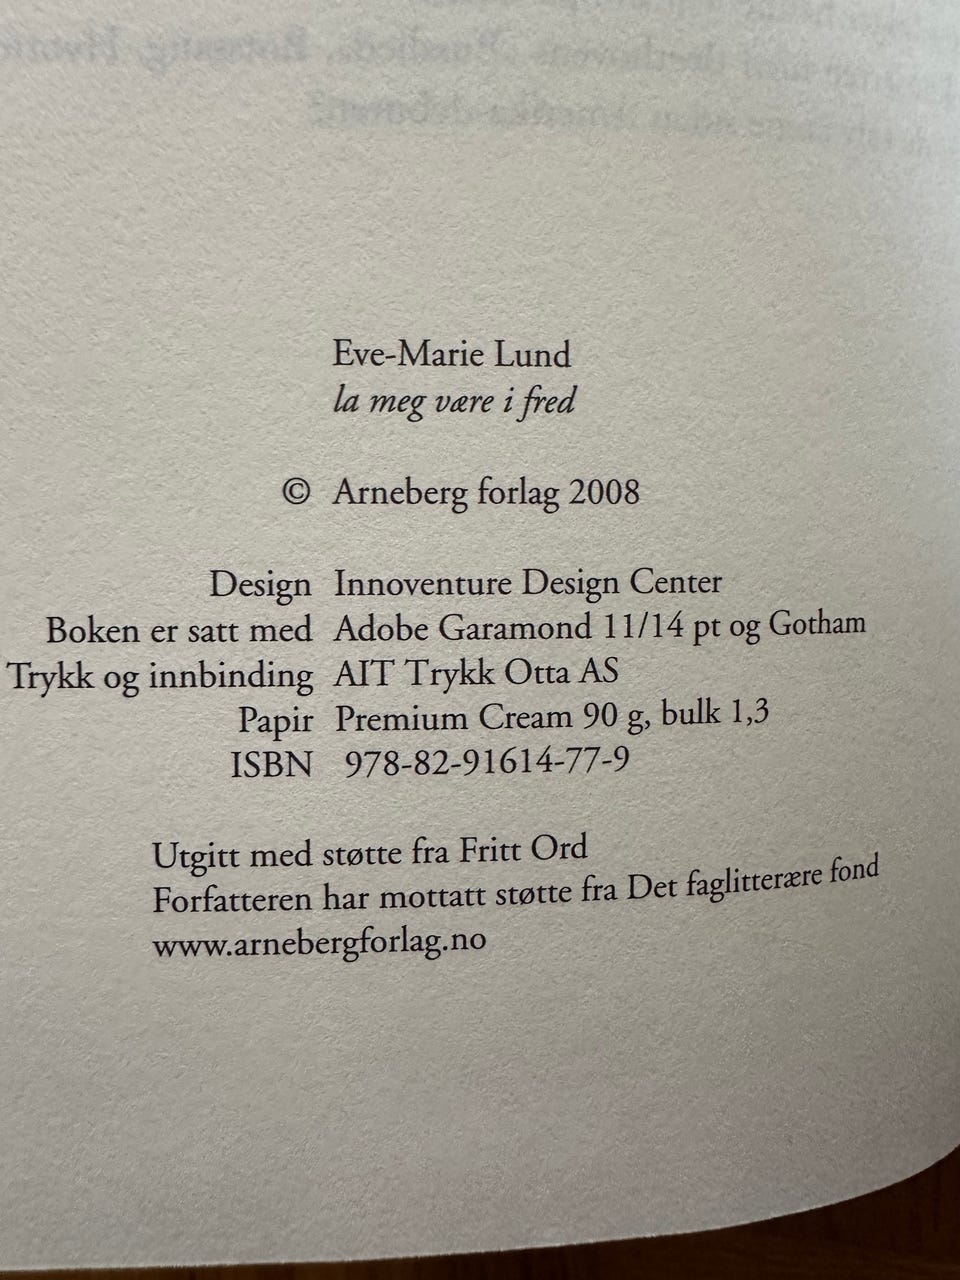 Eve-Marie Lund
la meg være i fred
© Arneberg forlag 2008
Design Innoventure Design Center
Boken er satt med Adobe Garamond 11/14 pt og Gotham
Trykk og innbinding AIT Trykk Otta AS
Papir Premium Cream 90 g, bulk 1,3
ISBN 978-82-91614-77-9
Utgitt med støtte fra Fritt Ord
Forfatteren har mottatt støtte fra Det faglitterære fond
www.arnebergforlag.no